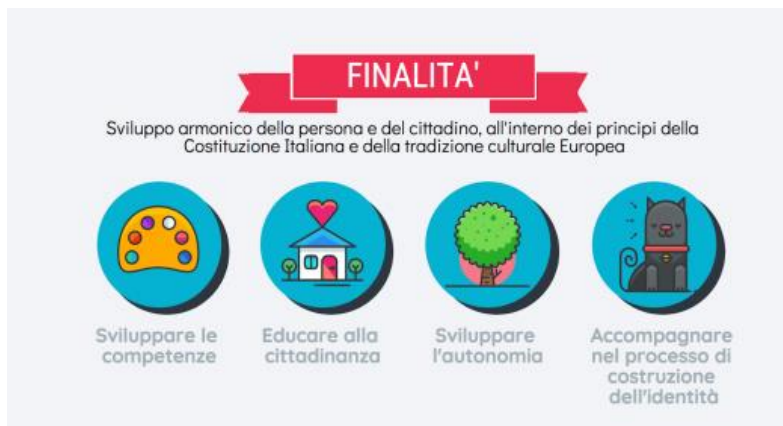 FINALITA'
Sviluppo armonico della persona e del cittadino, all'interno dei principi della
Costituzione Italiana e della tradizione culturale Europea
Sviluppare le
competenze
Educare alla
cittadinanza
Sviluppare
l'autonomia
Accompagnare
nel processo di
costruzione
dell'identità